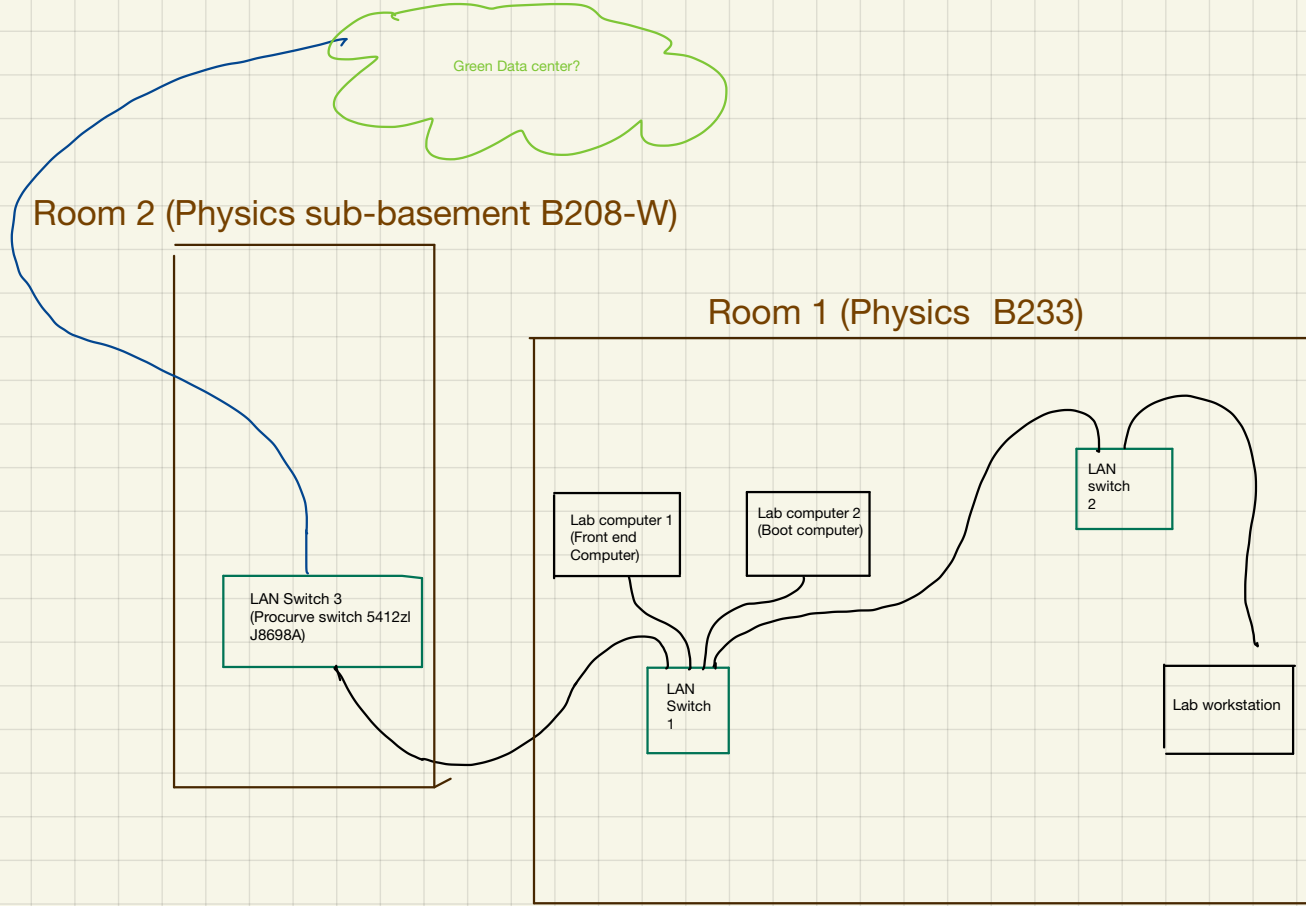 Green Data center?
Room 2 (Physics sub-basement B208-W)
Room 1 (Physics  B233)
LAN
switch
2
Lab computer 1
(Front end
Computer)
Lab computer 2
(Boot computer)
LAN Switch 3
(Procurve switch 5412zl
J8698A)
LAN
Switch
1
Lab workstation